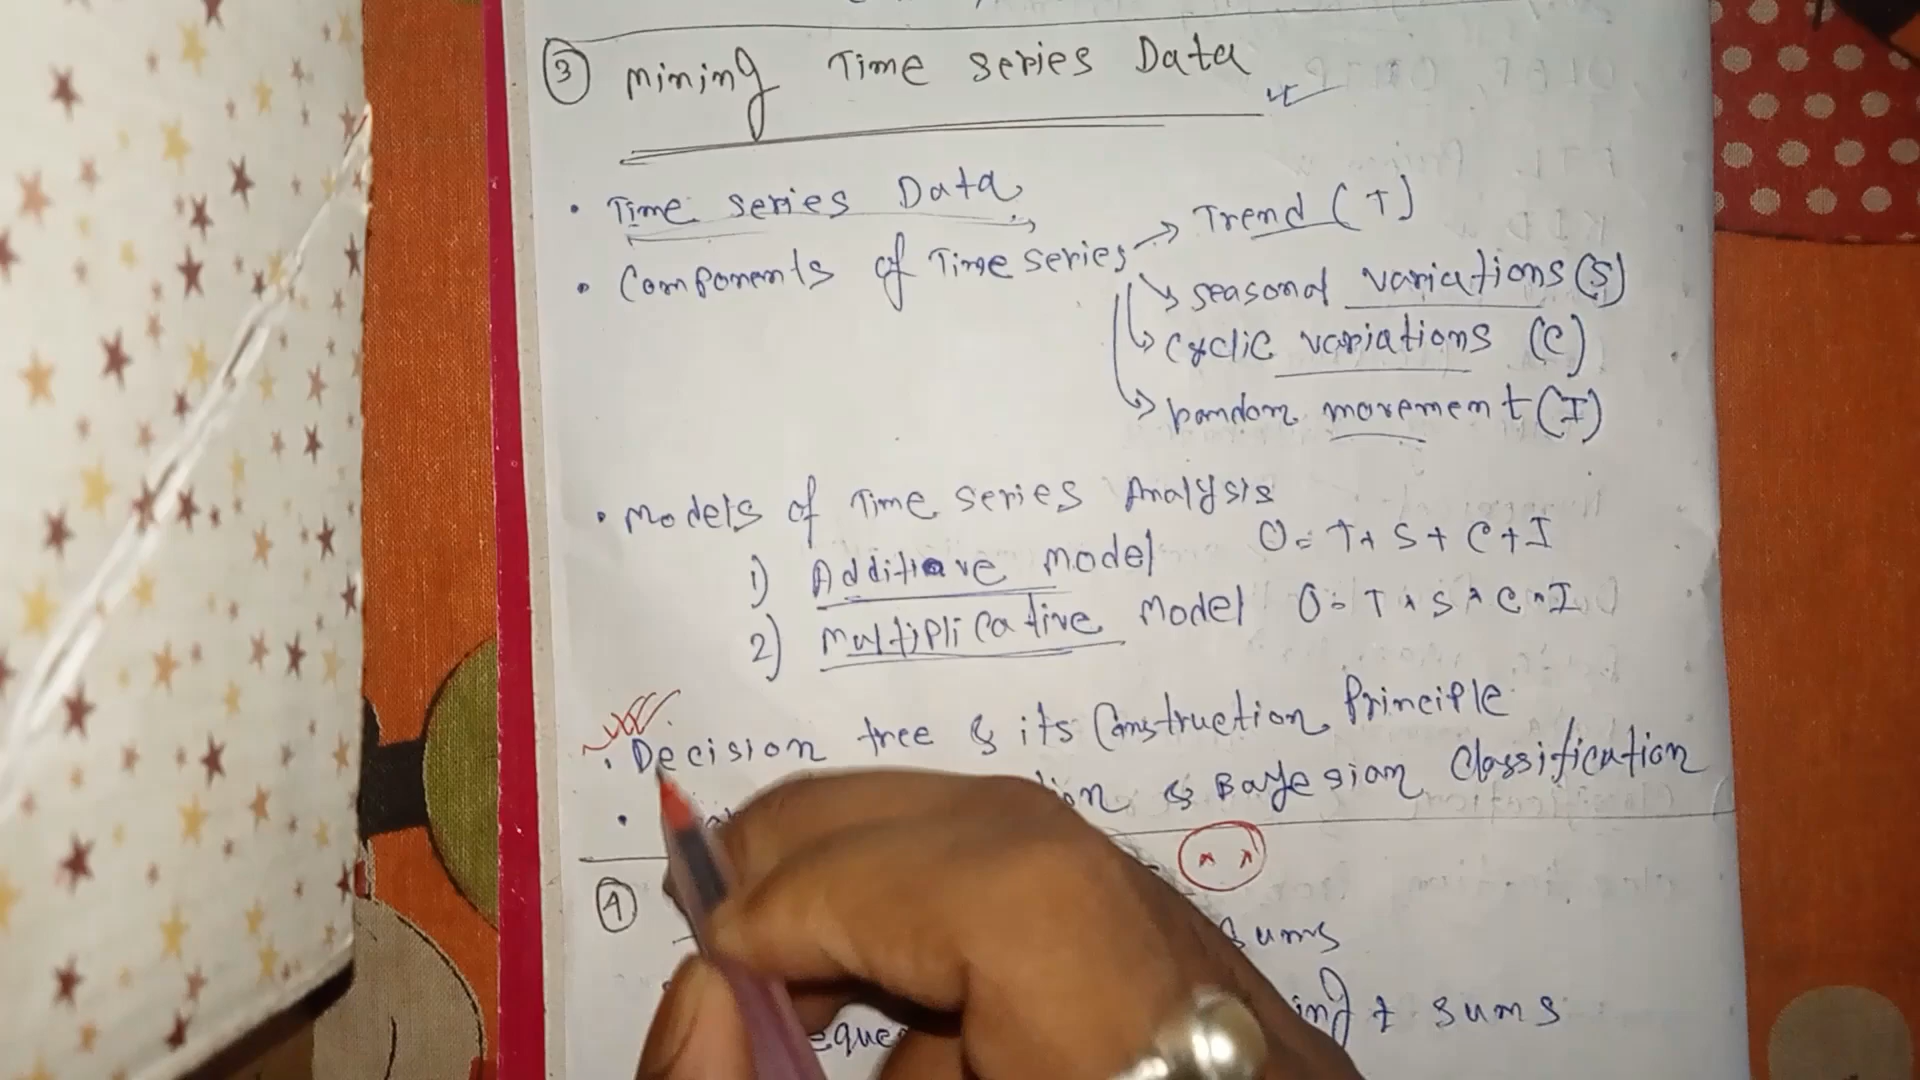 ③ Mining Time series Data
• Time series Data
• Components of Time series → Trend (T)
↳ seasonal variations (S)
↳ cyclic variations (C)
↳ Random movement (I)
• Models of Time series Analysis
1) Additive Model O = T + S + C + I
2) Multiplicative Model O = T * S * C * I
• Decision tree & its Construction Principle
• & Bayesian Classification
④
sums
& sums